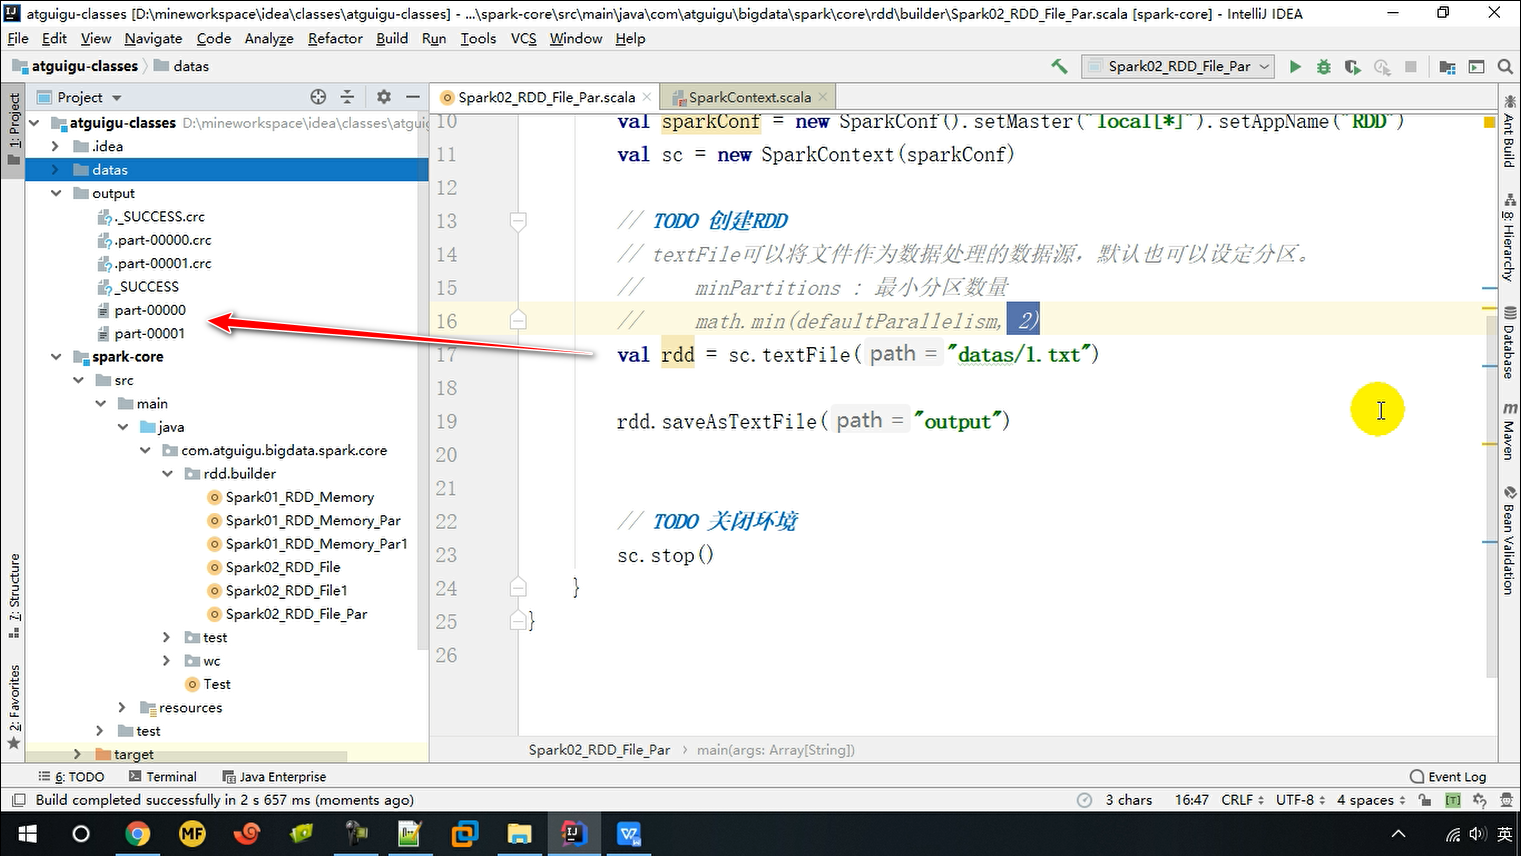 atguigu-classes [D:\mineworkspace\idea\classes\atguigu-classes] - ...\spark-core\src\main\java\com\atguigu\bigdata\spark\core\rdd\builder\Spark02_RDD_File_Par.scala [spark-core] - IntelliJ IDEA
File Edit View Navigate Code Analyze Refactor Build Run Tools VCS Window Help
atguigu-classes datas
Spark02_RDD_File_Par
Project
Spark02_RDD_File_Par.scala
SparkContext.scala
1: Project
7: Structure
2: Favorites
atguigu-classes D:\mineworkspace\idea\classes\atguigu
.idea
datas
output
._SUCCESS.crc
.part-00000.crc
.part-00001.crc
_SUCCESS
part-00000
part-00001
spark-core
src
main
java
com.atguigu.bigdata.spark.core
rdd.builder
Spark01_RDD_Memory
Spark01_RDD_Memory_Par
Spark01_RDD_Memory_Par1
Spark02_RDD_File
Spark02_RDD_File1
Spark02_RDD_File_Par
test
wc
Test
resources
test
target
10 val sparkConf = new SparkConf().setMaster("local[*]").setAppName("RDD")
11 val sc = new SparkContext(sparkConf)
12
13 // TODO 创建RDD
14 // textFile可以将文件作为数据处理的数据源，默认也可以设定分区。
15 // minPartitions : 最小分区数量
16 // math.min(defaultParallelism, 2)
17 val rdd = sc.textFile( path = "datas/1.txt")
18
19 rdd.saveAsTextFile( path = "output")
20
21
22 // TODO 关闭环境
23 sc.stop()
24 }
25 }
26
Spark02_RDD_File_Par main(args: Array[String])
Ant Build
8: Hierarchy
Database
m Maven
Bean Validation
6: TODO Terminal Java Enterprise Event Log
Build completed successfully in 2 s 657 ms (moments ago) 3 chars 16:47 CRLF UTF-8 4 spaces [T]
MF
英